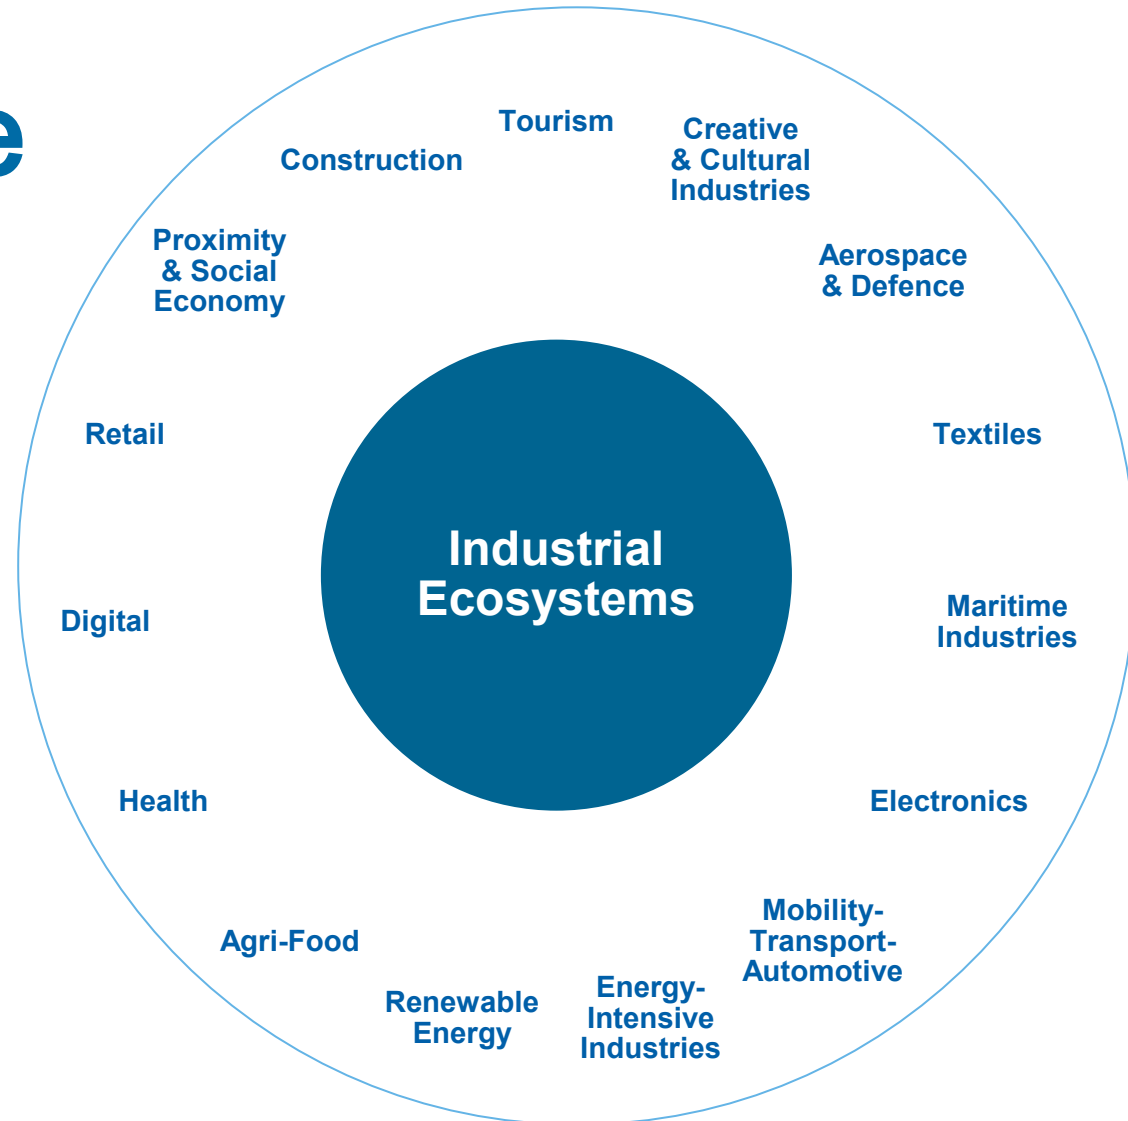 e
Tourism
Creative
& Cultural
Industries
Construction
Proximity
& Social
Economy
Aerospace
& Defence
Retail
Textiles
Industrial
Ecosystems
Digital
Maritime
Industries
Health
Electronics
Mobility-
Transport-
Automotive
Agri-Food
Renewable
Energy
Energy-
Intensive
Industries